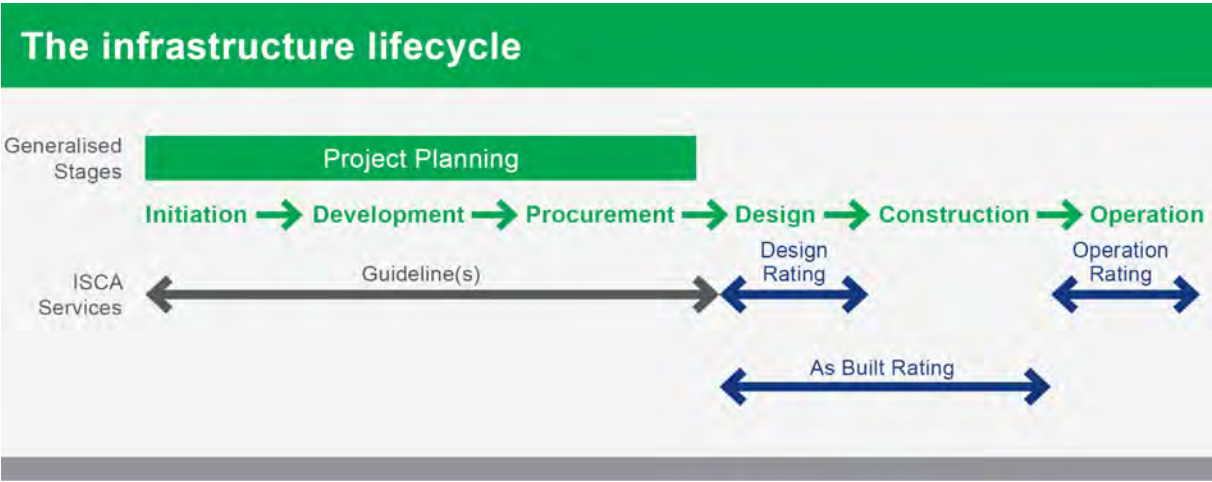 The infrastructure lifecycle
Generalised
Stages
Project Planning
Initiation Development Procurement Design Construction Operation
ISCA
Services
Guideline(s)
Design
Rating
Operation
Rating
As Built Rating